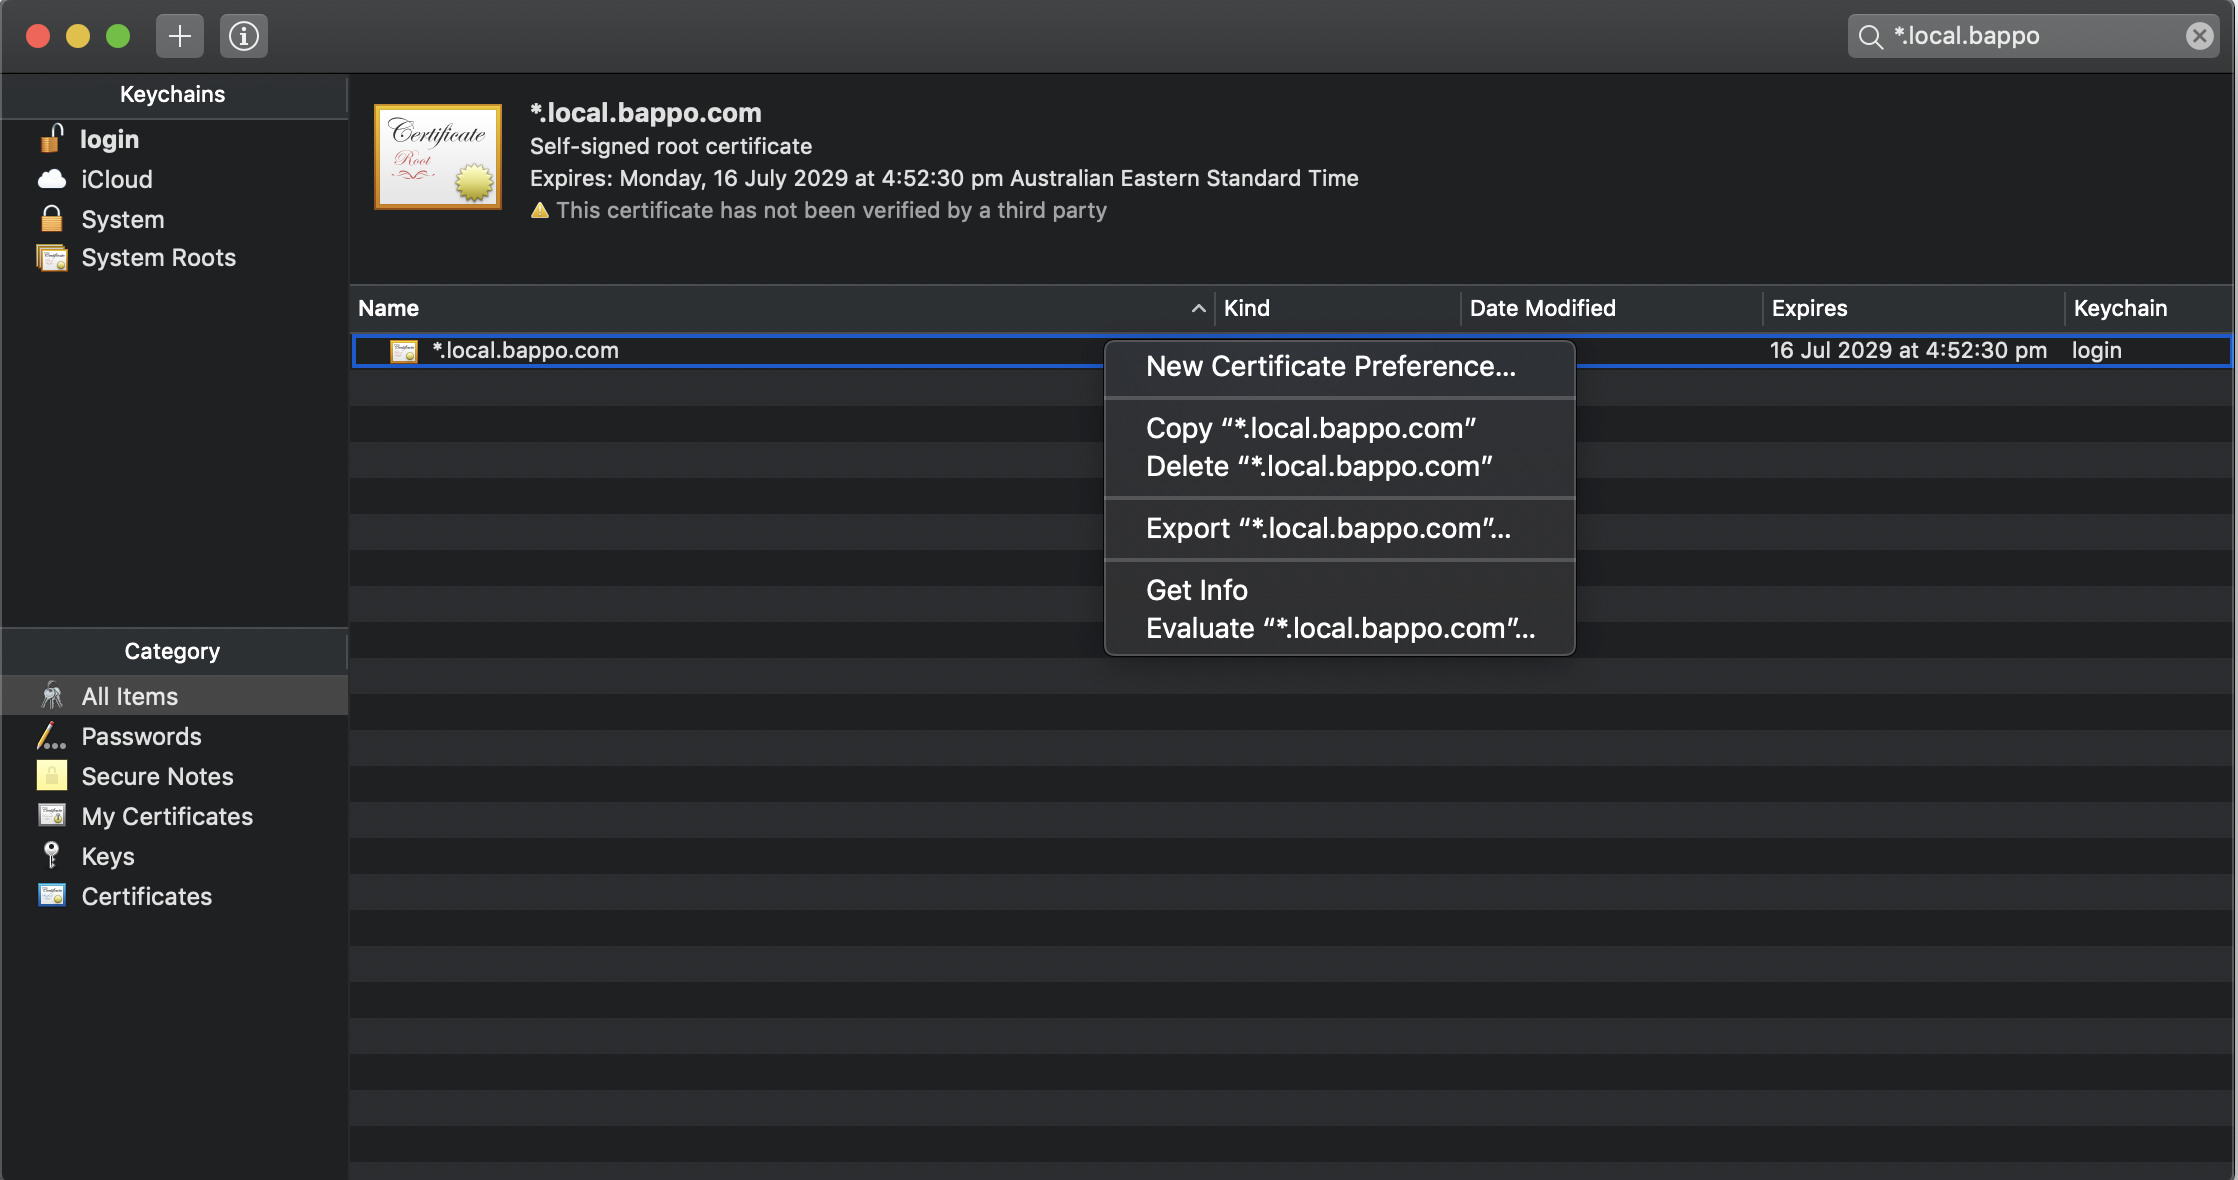 *.local.bappo
Keychains
login
iCloud
System
System Roots
Certificate
Root
*.local.bappo.com
Self-signed root certificate
Expires: Monday, 16 July 2029 at 4:52:30 pm Australian Eastern Standard Time
This certificate has not been verified by a third party
Name Kind Date Modified Expires Keychain
*.local.bappo.com 16 Jul 2029 at 4:52:30 pm login
New Certificate Preference...
Copy “*.local.bappo.com”
Delete “*.local.bappo.com”
Export “*.local.bappo.com”...
Get Info
Evaluate “*.local.bappo.com”...
Category
All Items
Passwords
Secure Notes
My Certificates
Keys
Certificates